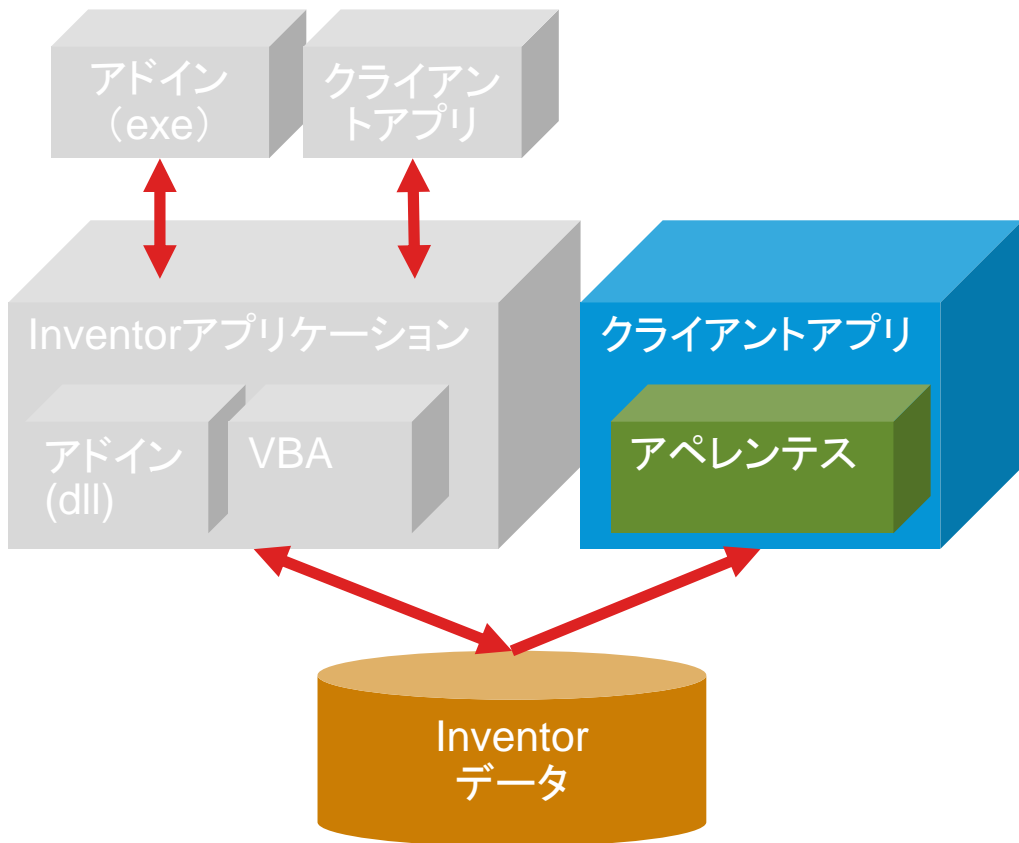 アドイン
（exe）
クライアン
トアプリ
Inventorアプリケーション
アドイン
(dll)
VBA
クライアントアプリ
アペレンテス
Inventor
データ